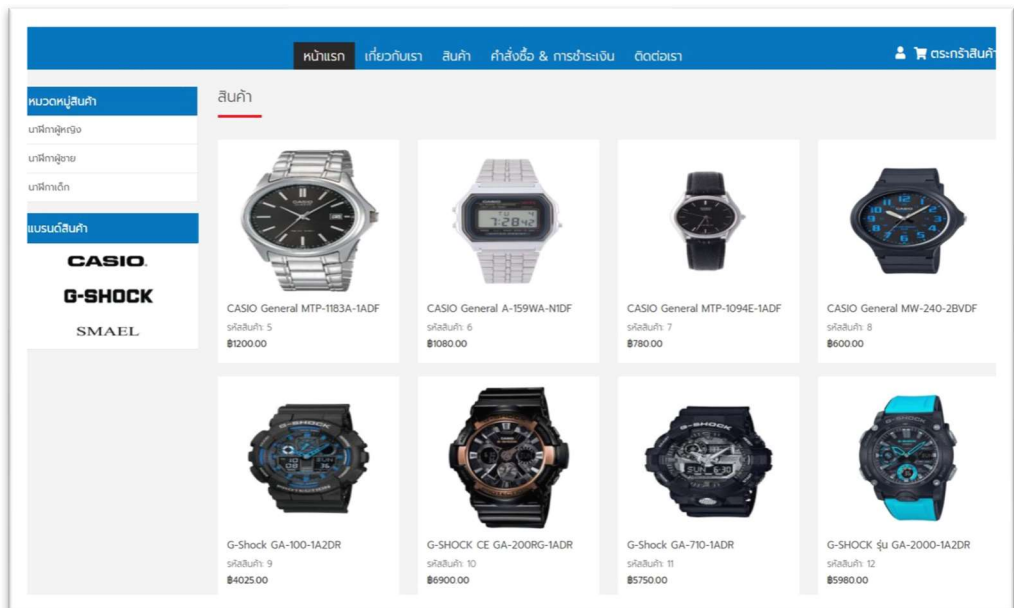 หน้าแรก เกี่ยวกับเรา สินค้า คำสั่งซื้อ & การชำระเงิน ติดต่อเรา ตระกร้าสินค้า
หมวดหมู่สินค้า
นาฬิกาผู้หญิง
นาฬิกาผู้ชาย
นาฬิกาเด็ก
แบรนด์สินค้า
CASIO
G-SHOCK
SMAEL
สินค้า
CASIO General MTP-1183A-1ADF
รหัสสินค้า: 5
฿1200.00
CASIO General A-159WA-N1DF
รหัสสินค้า: 6
฿1080.00
CASIO General MTP-1094E-1ADF
รหัสสินค้า: 7
฿780.00
CASIO General MW-240-2BVDF
รหัสสินค้า: 8
฿600.00
G-Shock GA-100-1A2DR
รหัสสินค้า: 9
฿4025.00
G-SHOCK CE GA-200RG-1ADR
รหัสสินค้า: 10
฿6900.00
G-Shock GA-710-1ADR
รหัสสินค้า: 11
฿5750.00
G-SHOCK รุ่น GA-2000-1A2DR
รหัสสินค้า: 12
฿5980.00